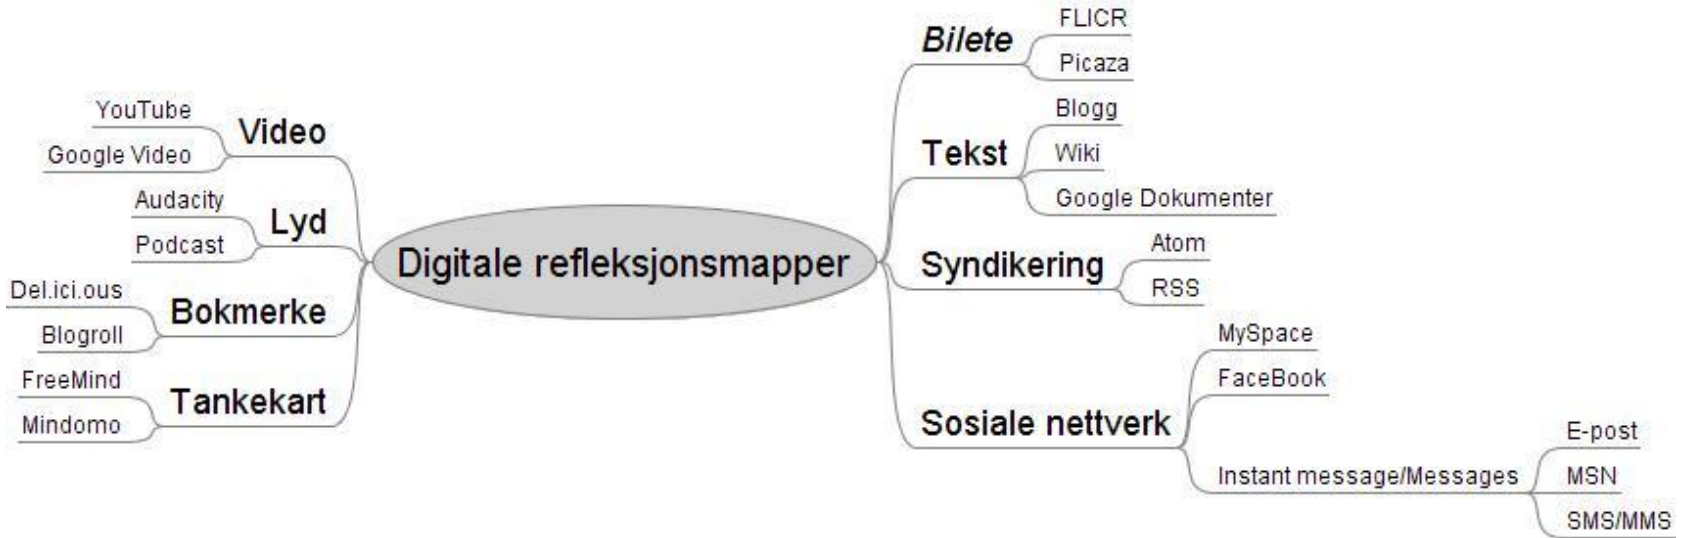 Digitale refleksjonsmapper
Video
YouTube
Google Video
Lyd
Audacity
Podcast
Bokmerke
Del.ici.ous
Blogroll
Tankekart
FreeMind
Mindomo
Bilete
FLICR
Picaza
Tekst
Blogg
Wiki
Google Dokumenter
Syndikering
Atom
RSS
Sosiale nettverk
MySpace
FaceBook
Instant message/Messages
E-post
MSN
SMS/MMS